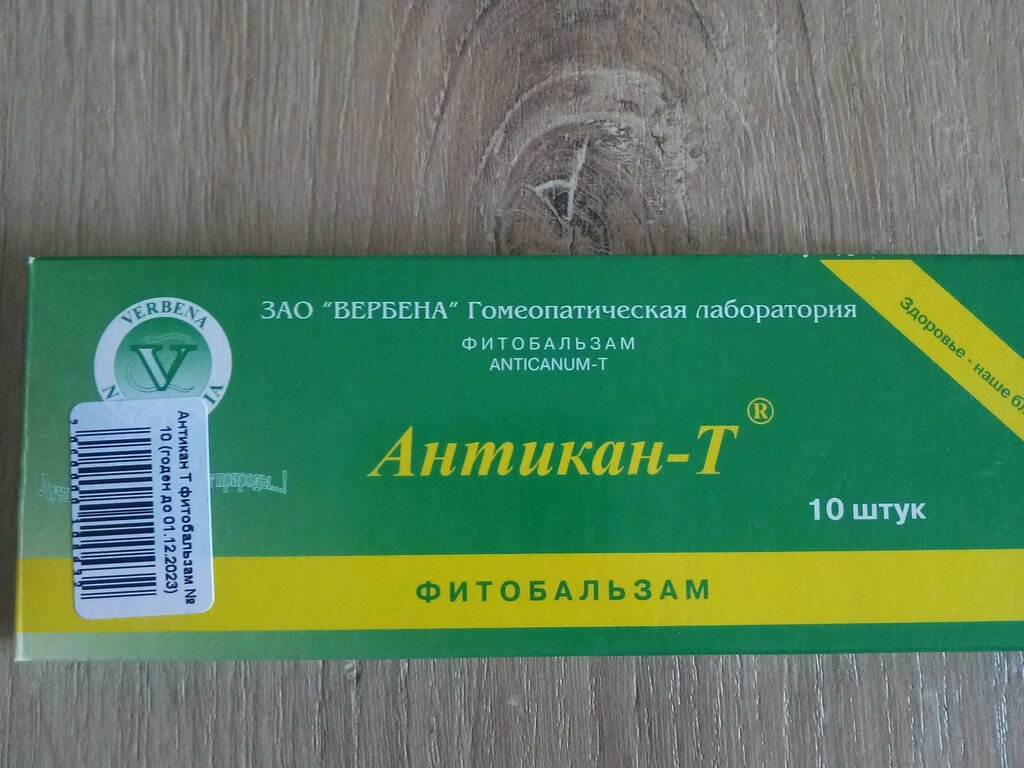 VERBENA
V
ЗАО "ВЕРБЕНА" Гомеопатическая лаборатория
ФИТОБАЛЬЗАМ
ANTICANUM-T
Антикан-Т®
10 штук
ФИТОБАЛЬЗАМ
Здоровье - наше
природы...!
Антикан Т фитобальзам №
10 (годен до 01.12.2023)